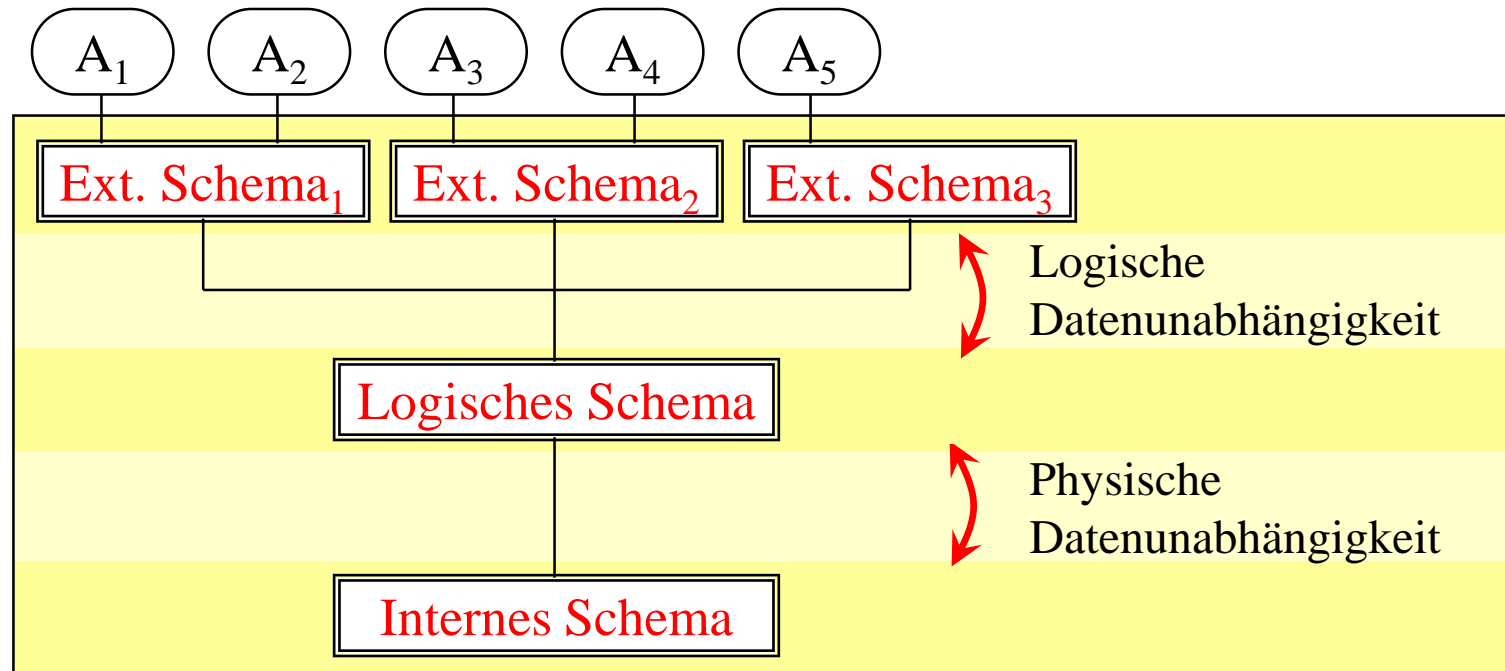 A₁ A₂ A₃ A₄ A₅
Ext. Schema₁ Ext. Schema₂ Ext. Schema₃
Logische
Datenunabhängigkeit
Logisches Schema
Physische
Datenunabhängigkeit
Internes Schema